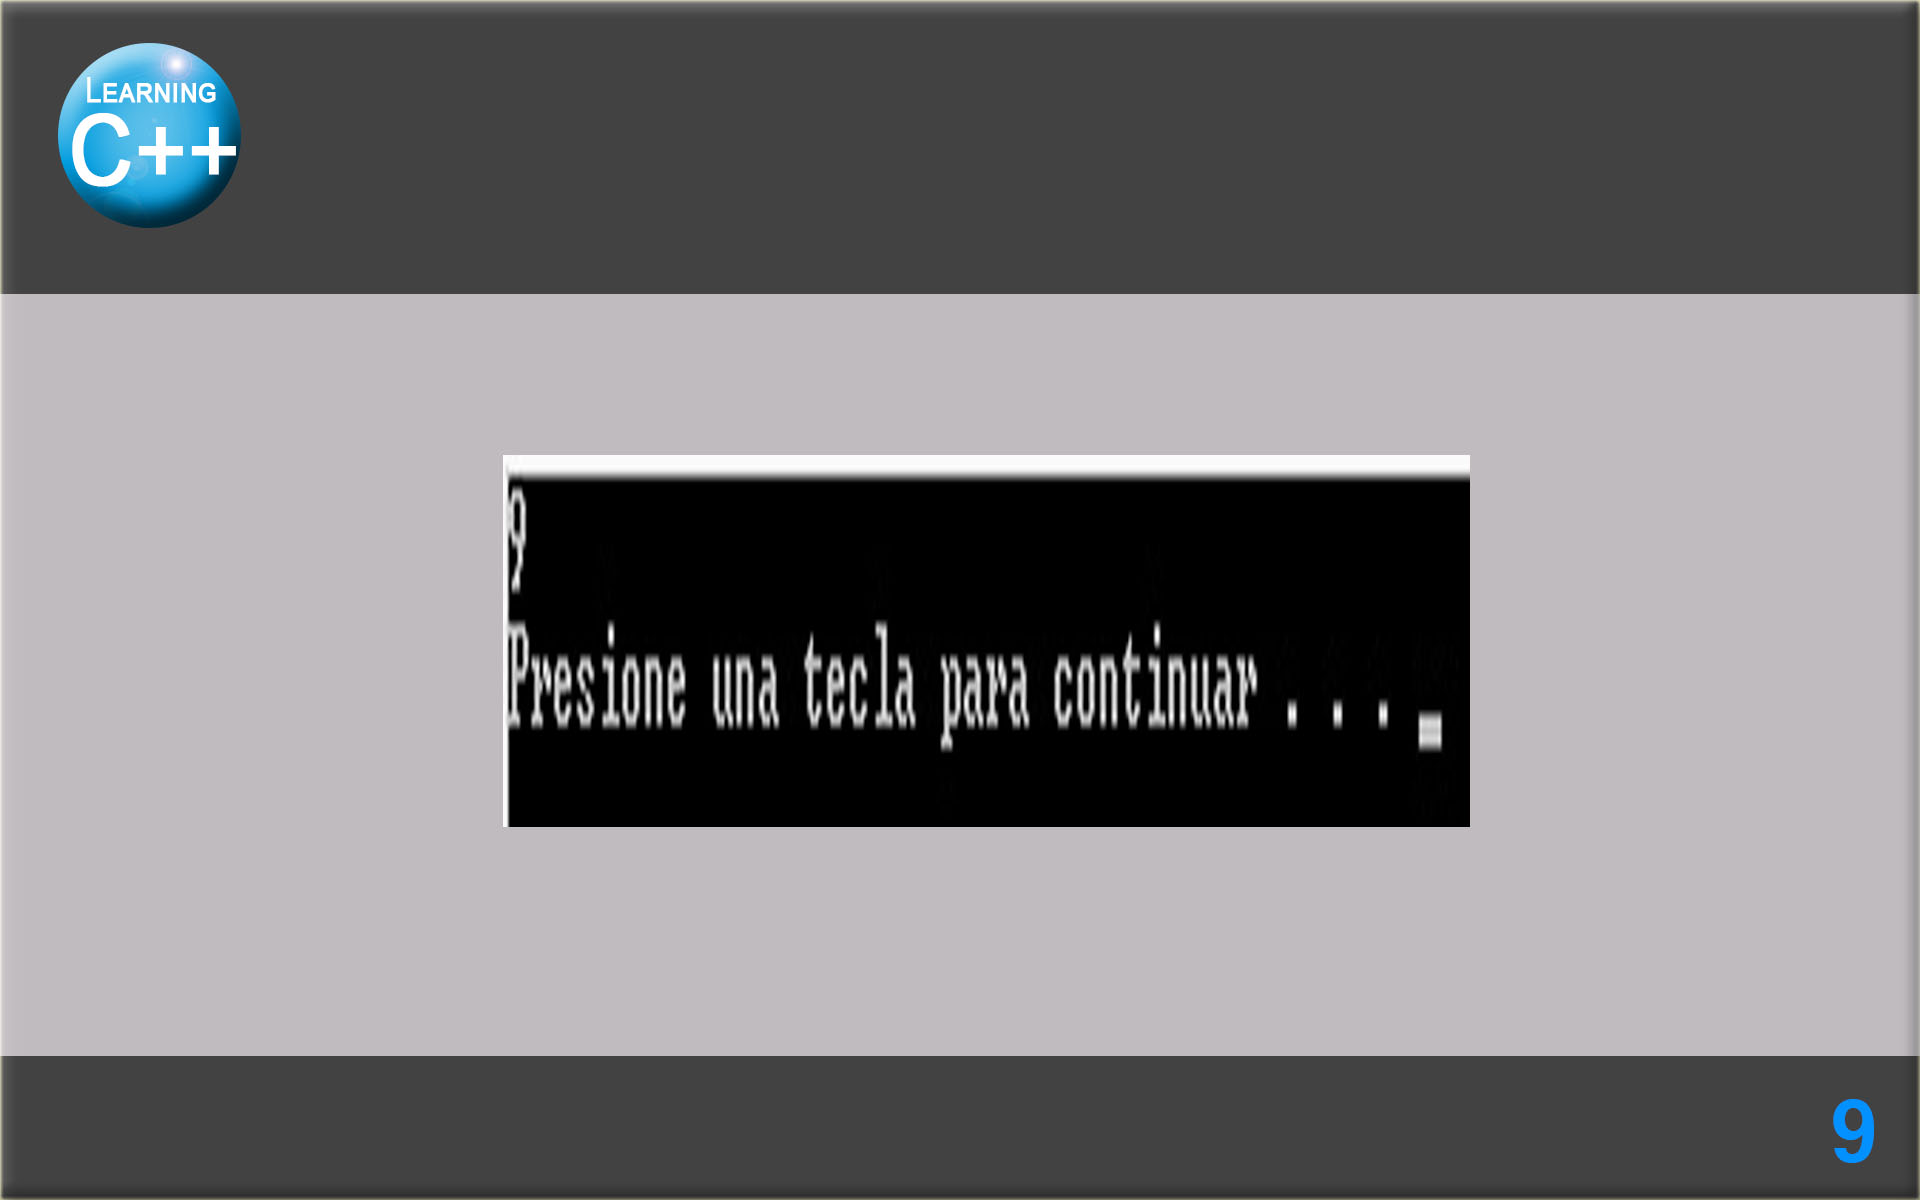 LEARNING
C++
9
Presione una tecla para continuar . . . _
9